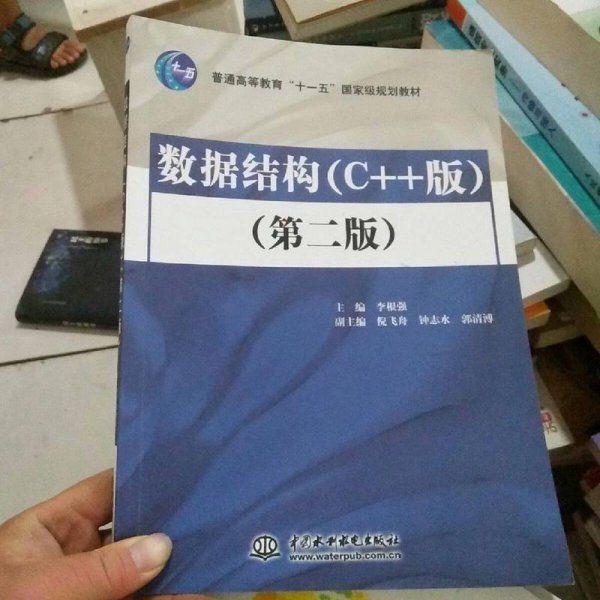 十一五
普通高等教育“十一五”国家级规划教材
数据结构（C++版）
（第二版）
主 编 李根强
副主编 倪飞舟 钟志水 郭清溥
中国水利水电出版社
www.waterpub.com.cn